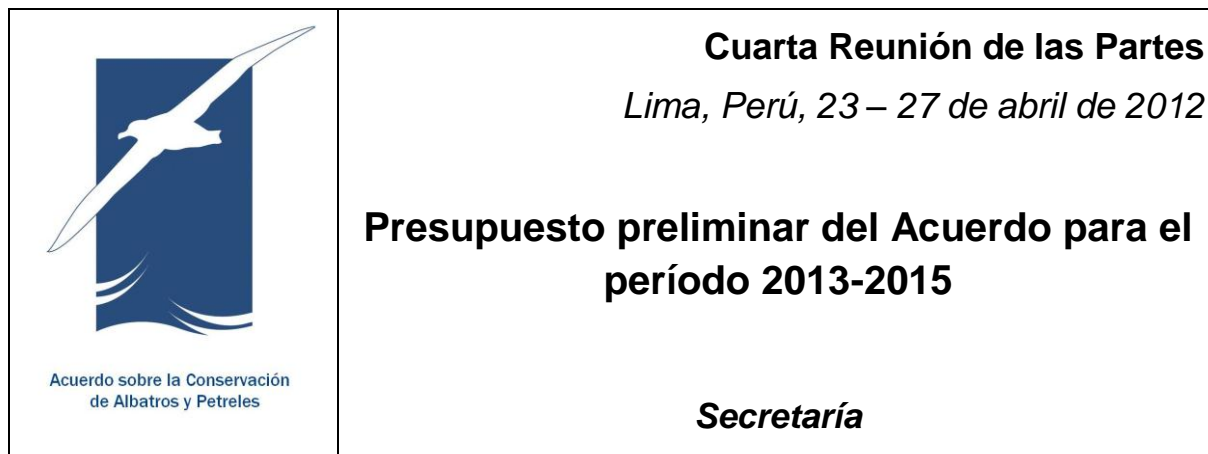 Acuerdo sobre la Conservación
de Albatros y Petreles
Cuarta Reunión de las Partes
Lima, Perú, 23 – 27 de abril de 2012
Presupuesto preliminar del Acuerdo para el
período 2013-2015
Secretaría